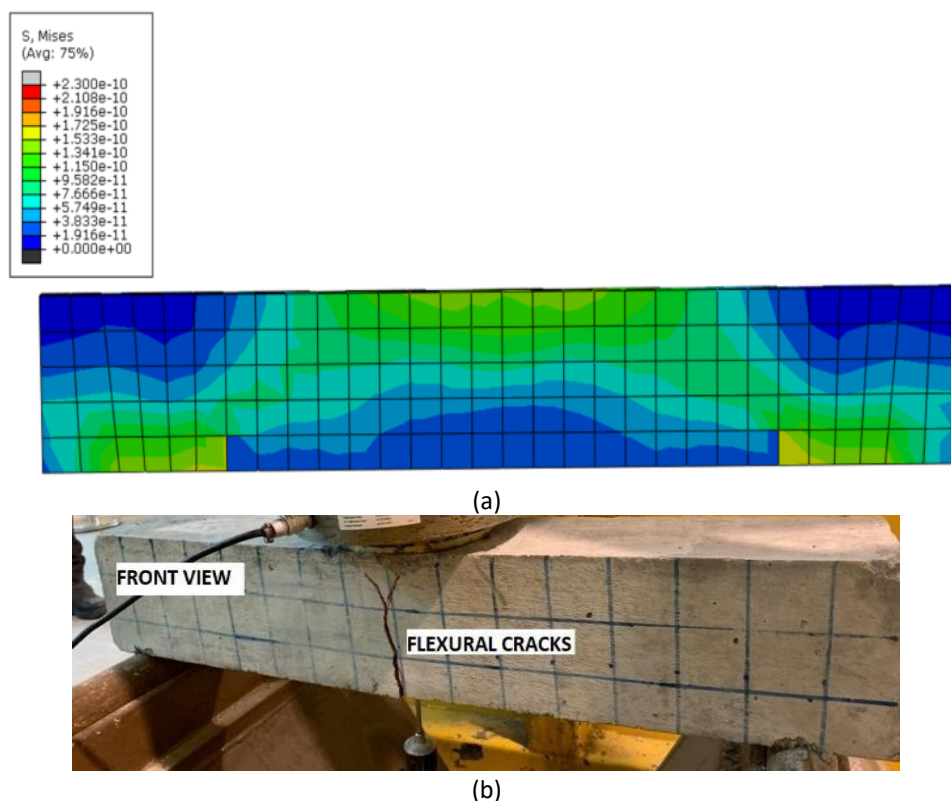 S, Mises
(Avg: 75%)
+2.300e-10
+2.108e-10
+1.916e-10
+1.725e-10
+1.533e-10
+1.341e-10
+1.150e-10
+9.582e-11
+7.666e-11
+5.749e-11
+3.833e-11
+1.916e-11
+0.000e+00
(a)
FRONT VIEW
FLEXURAL CRACKS
(b)